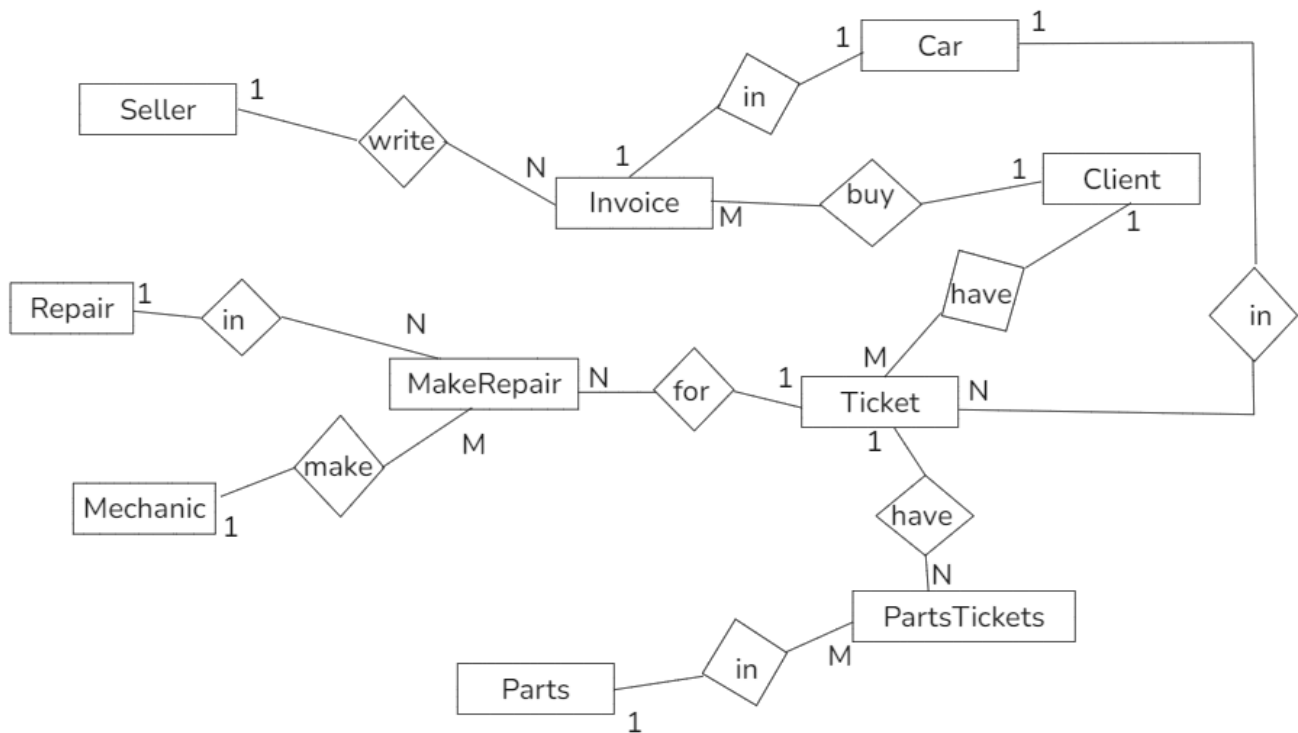 1
Car
1
1
in
Seller
write
1
N
Invoice
M
buy
1
Client
1
have
in
Repair
1
in
N
M
MakeRepair
N
for
1
Ticket
N
1
M
make
Mechanic
1
have
N
PartsTickets
M
in
Parts
1